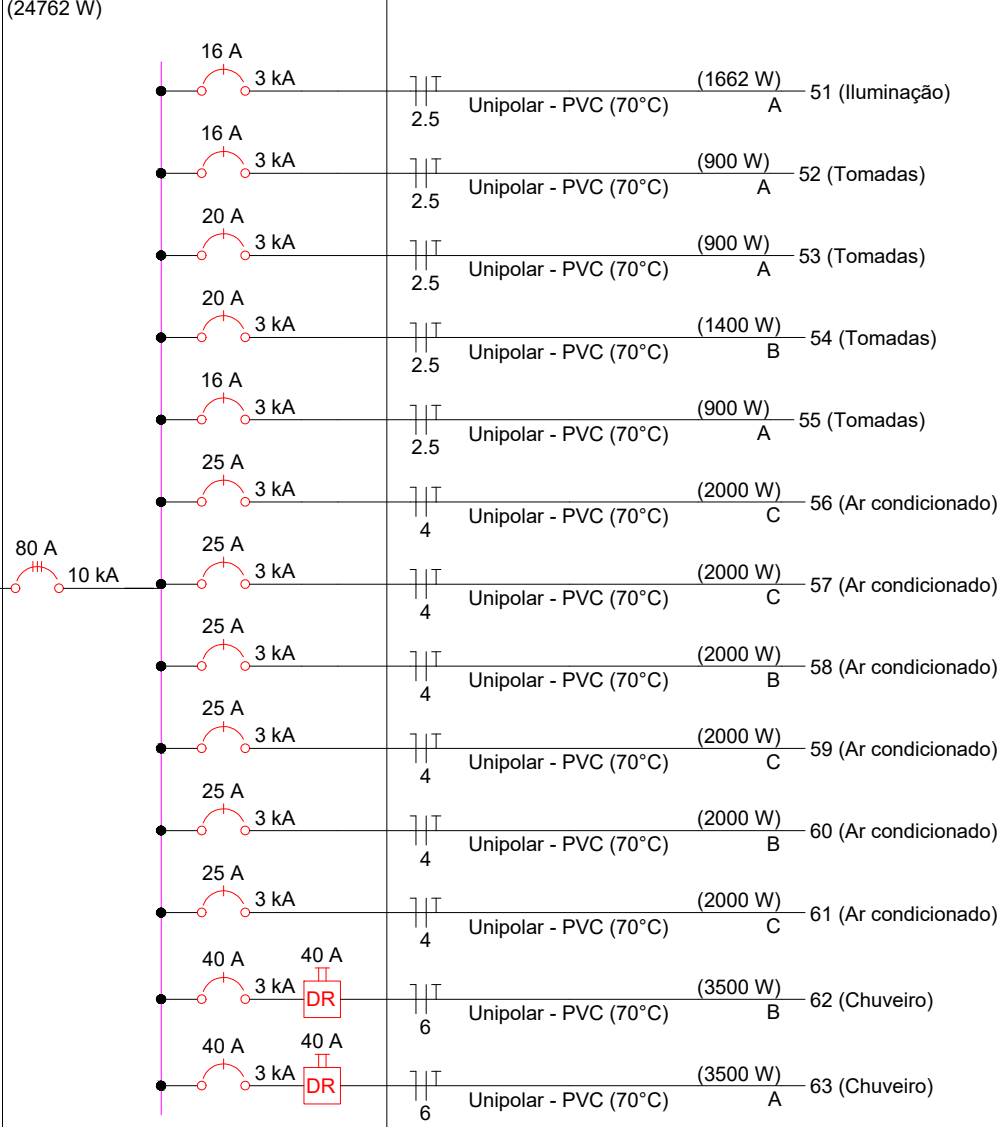 (24762 W)
80 A
10 kA
16 A
3 kA
2.5
Unipolar - PVC (70°C)
(1662 W)
A
51 (Iluminação)
16 A
3 kA
2.5
Unipolar - PVC (70°C)
(900 W)
A
52 (Tomadas)
20 A
3 kA
2.5
Unipolar - PVC (70°C)
(900 W)
A
53 (Tomadas)
20 A
3 kA
2.5
Unipolar - PVC (70°C)
(1400 W)
B
54 (Tomadas)
16 A
3 kA
2.5
Unipolar - PVC (70°C)
(900 W)
A
55 (Tomadas)
25 A
3 kA
4
Unipolar - PVC (70°C)
(2000 W)
C
56 (Ar condicionado)
25 A
3 kA
4
Unipolar - PVC (70°C)
(2000 W)
C
57 (Ar condicionado)
25 A
3 kA
4
Unipolar - PVC (70°C)
(2000 W)
B
58 (Ar condicionado)
25 A
3 kA
4
Unipolar - PVC (70°C)
(2000 W)
C
59 (Ar condicionado)
25 A
3 kA
4
Unipolar - PVC (70°C)
(2000 W)
B
60 (Ar condicionado)
25 A
3 kA
4
Unipolar - PVC (70°C)
(2000 W)
C
61 (Ar condicionado)
40 A
3 kA
40 A
DR
6
Unipolar - PVC (70°C)
(3500 W)
B
62 (Chuveiro)
40 A
3 kA
40 A
DR
6
Unipolar - PVC (70°C)
(3500 W)
A
63 (Chuveiro)